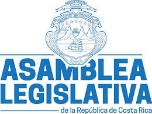 ASAMBLEA
LEGISLATIVA
de la República de Costa Rica